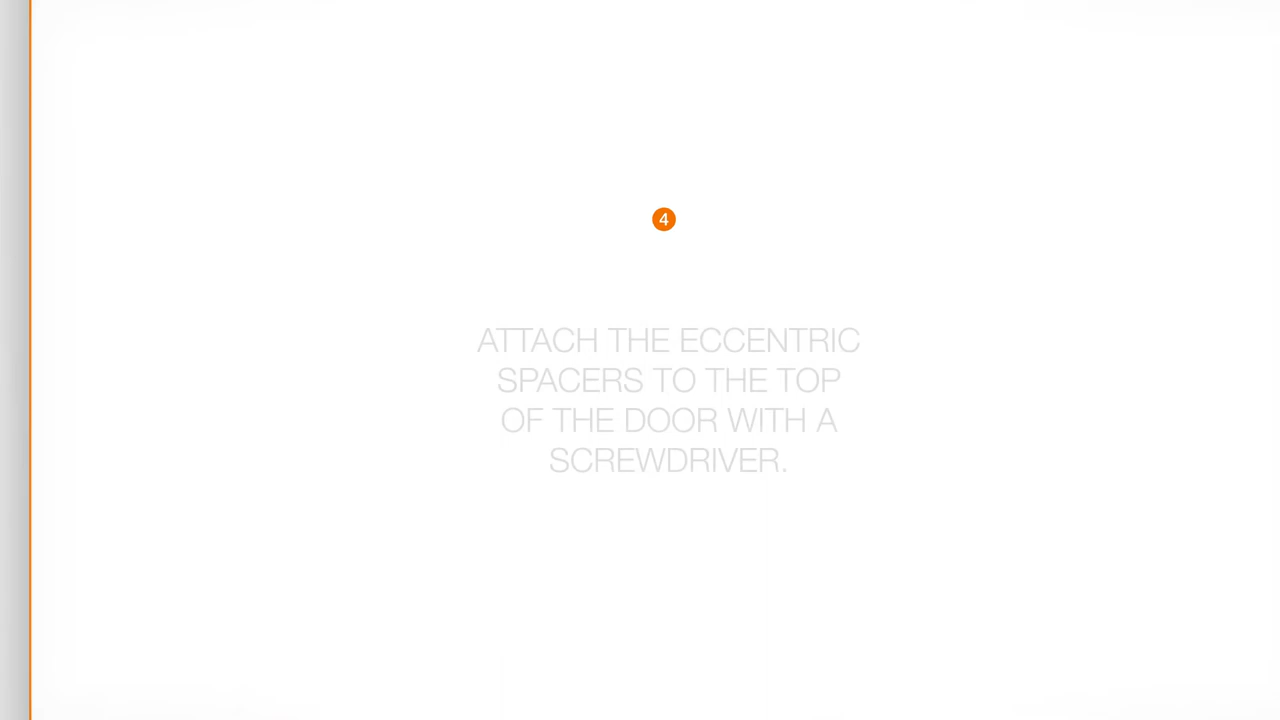 4
ATTACH THE ECCENTRIC
SPACERS TO THE TOP
OF THE DOOR WITH A
SCREWDRIVER.